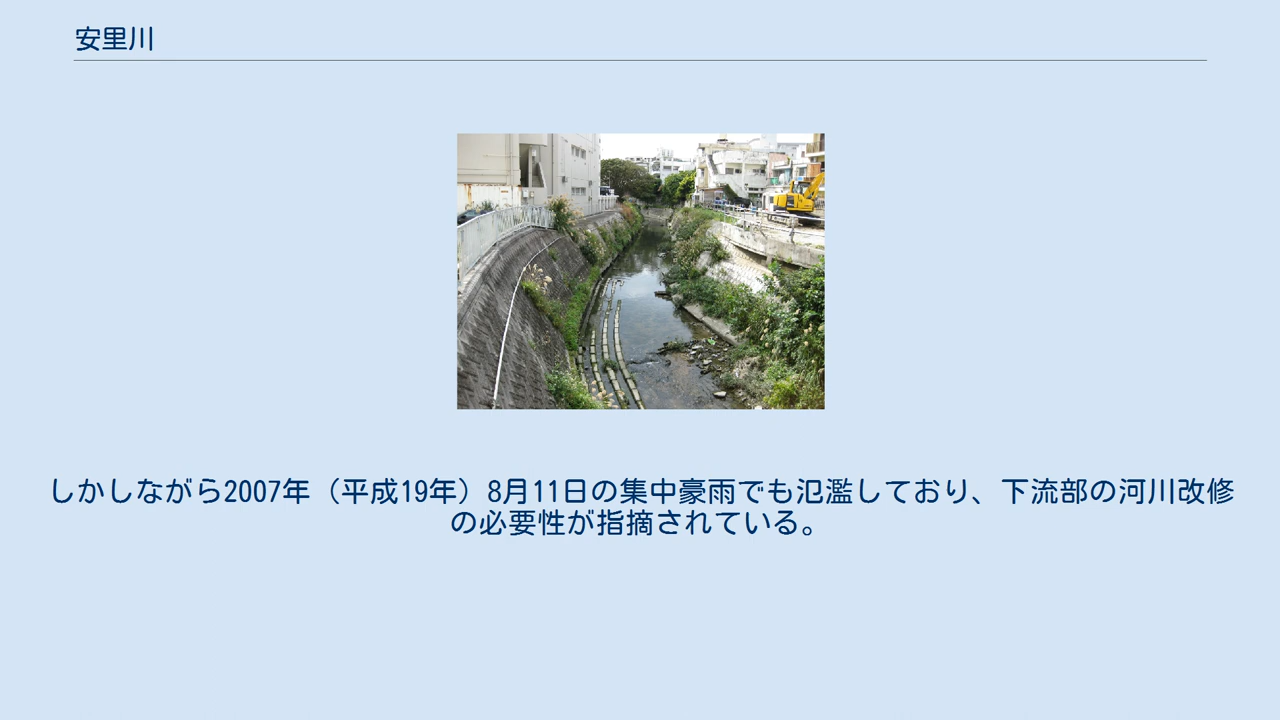 安里川
しかしながら2007年（平成19年）8月11日の集中豪雨でも氾濫しており、下流部の河川改修
の必要性が指摘されている。